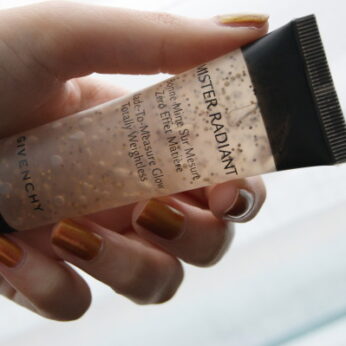 MISTER RADIANT
Bonne-Mine Sur Mesure,
Zéro Effet Matière
Made-To-Measure Glow
Totally Weightless
GIVENCHY